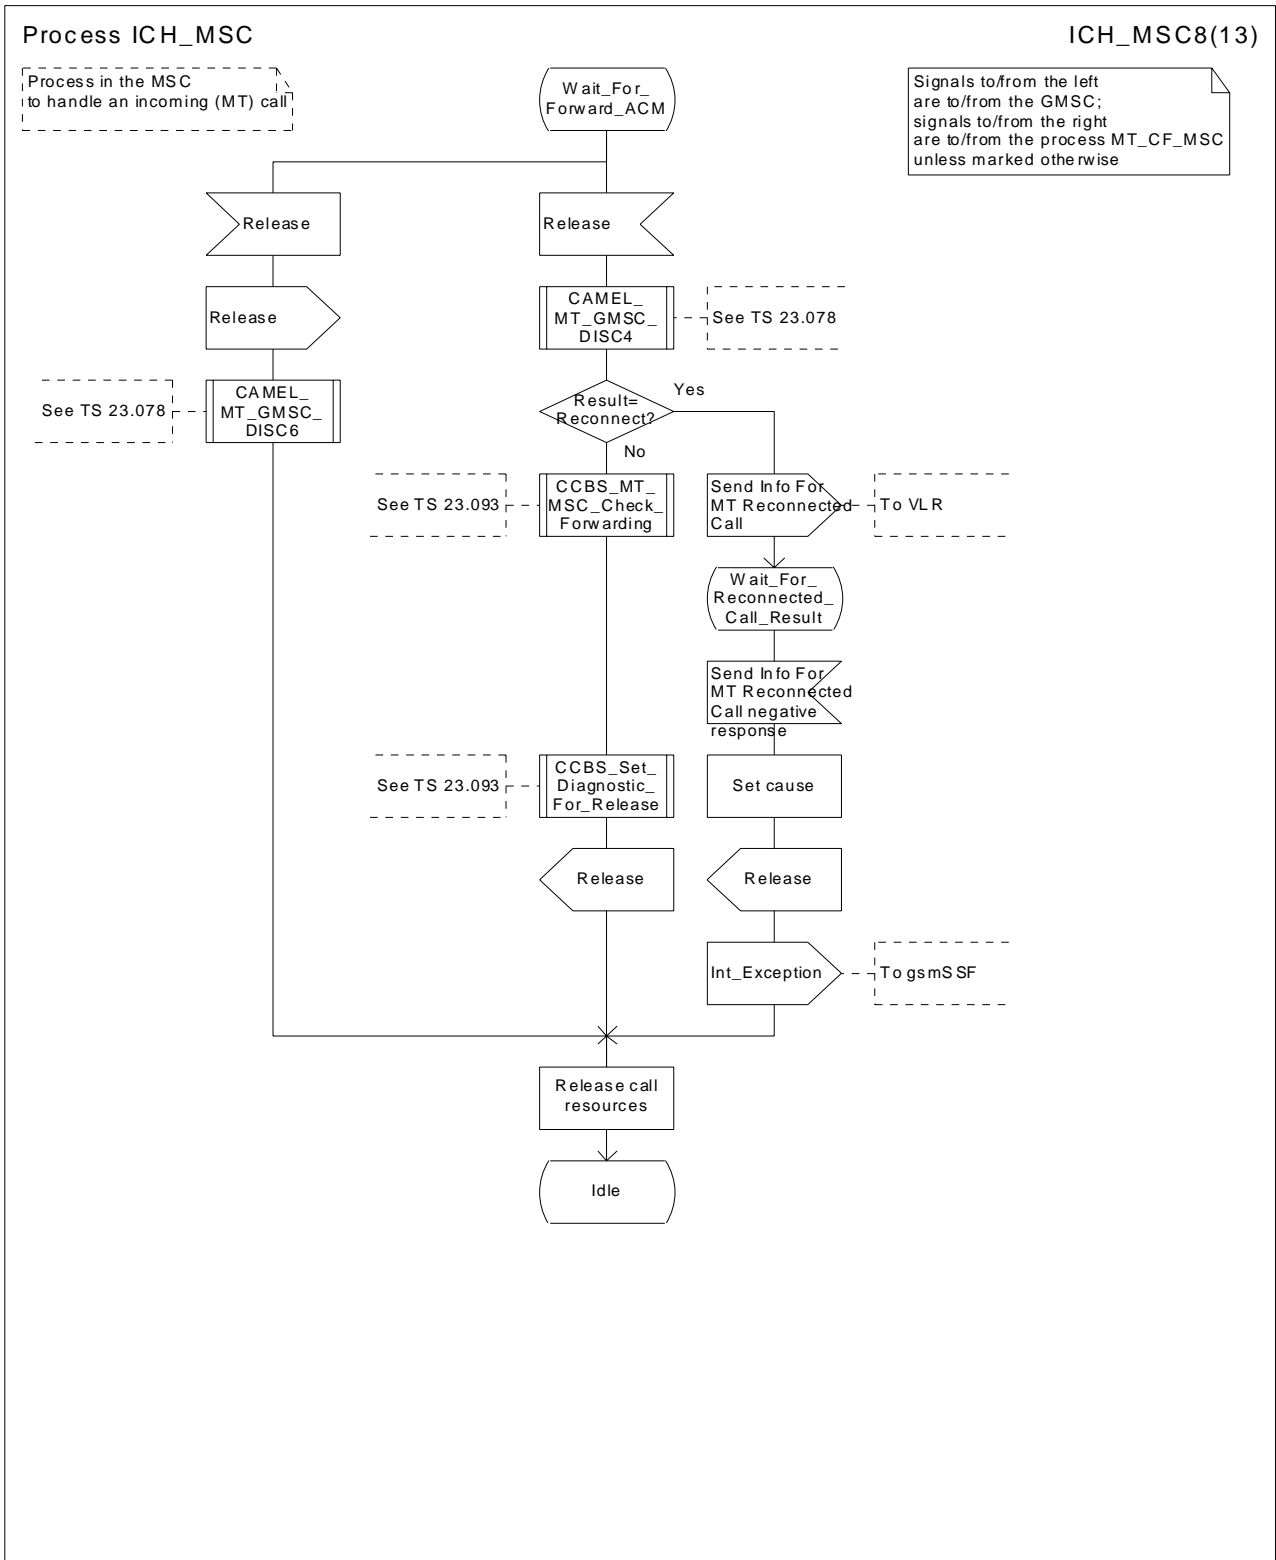 Process ICH_MSC
ICH_MSC8(13)
Process in the MSC
to handle an incoming (MT) call
Wait_For_
Forward_ACM
Signals to/from the left
are to/from the GMSC;
signals to/from the right
are to/from the process MT_CF_MSC
unless marked otherwise
Release
Release
Release
CAMEL_
MT_GMSC_
DISC4
See TS 23.078
See TS 23.078
CAMEL_
MT_GMSC_
DISC6
Result=
Reconnect?
Yes
No
See TS 23.093
CCBS_MT_
MSC_Check_
Forwarding
Send Info For
MT Reconnected
Call
To VLR
Wait_For_
Reconnected_
Call_Result
Send Info For
MT Reconnected
Call negative
response
See TS 23.093
CCBS_Set_
Diagnostic_
For_Release
Set cause
Release
Release
Int_Exception
To gsmSSF
Release call
resources
Idle